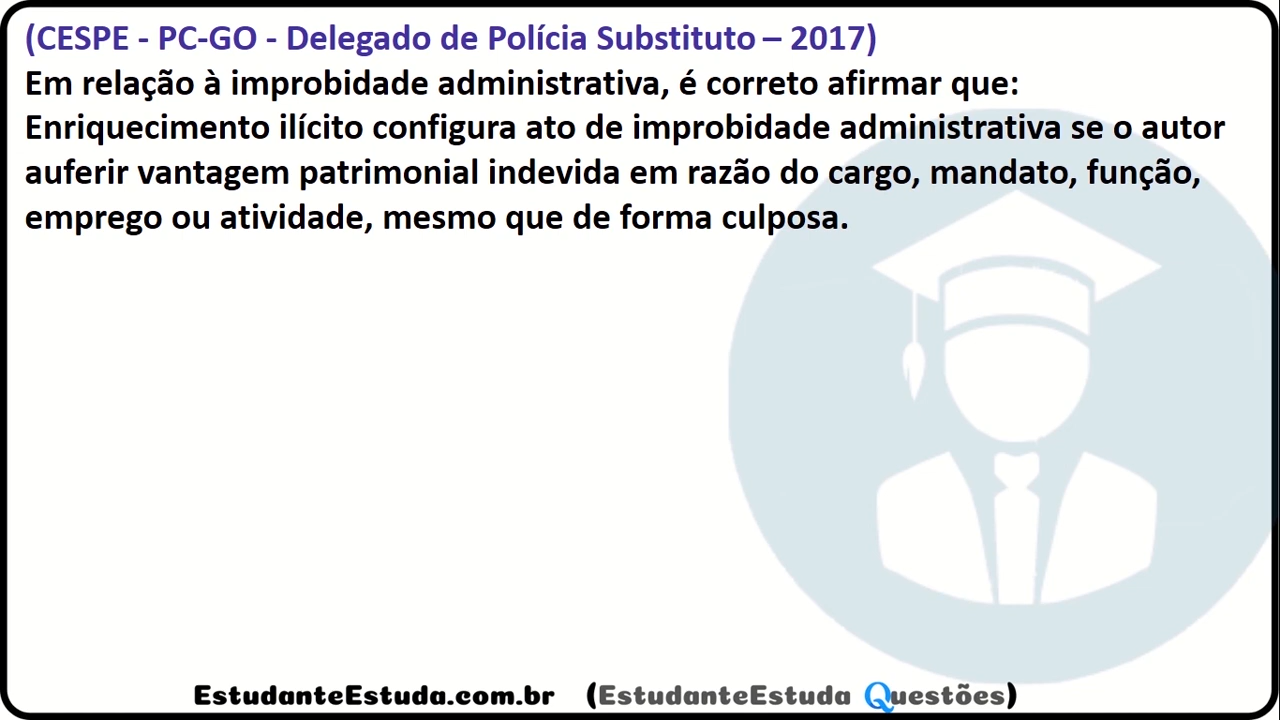 (CESPE - PC-GO - Delegado de Polícia Substituto – 2017)
Em relação à improbidade administrativa, é correto afirmar que:
Enriquecimento ilícito configura ato de improbidade administrativa se o autor
auferir vantagem patrimonial indevida em razão do cargo, mandato, função,
emprego ou atividade, mesmo que de forma culposa.
EstudanteEstuda.com.br (EstudanteEstuda Questões)